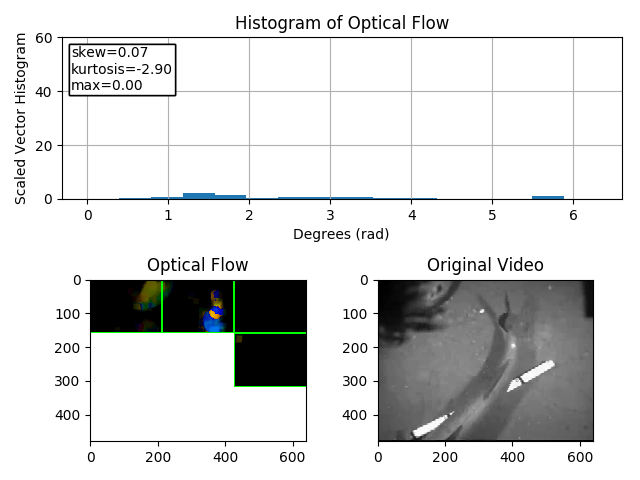 Histogram of Optical Flow
Scaled Vector Histogram
60
40
20
0
skew=0.07
kurtosis=-2.90
max=0.00
0 1 2 3 4 5 6
Degrees (rad)
Optical Flow
0
100
200
300
400
0 200 400 600
Original Video
0
100
200
300
400
0 200 400 600